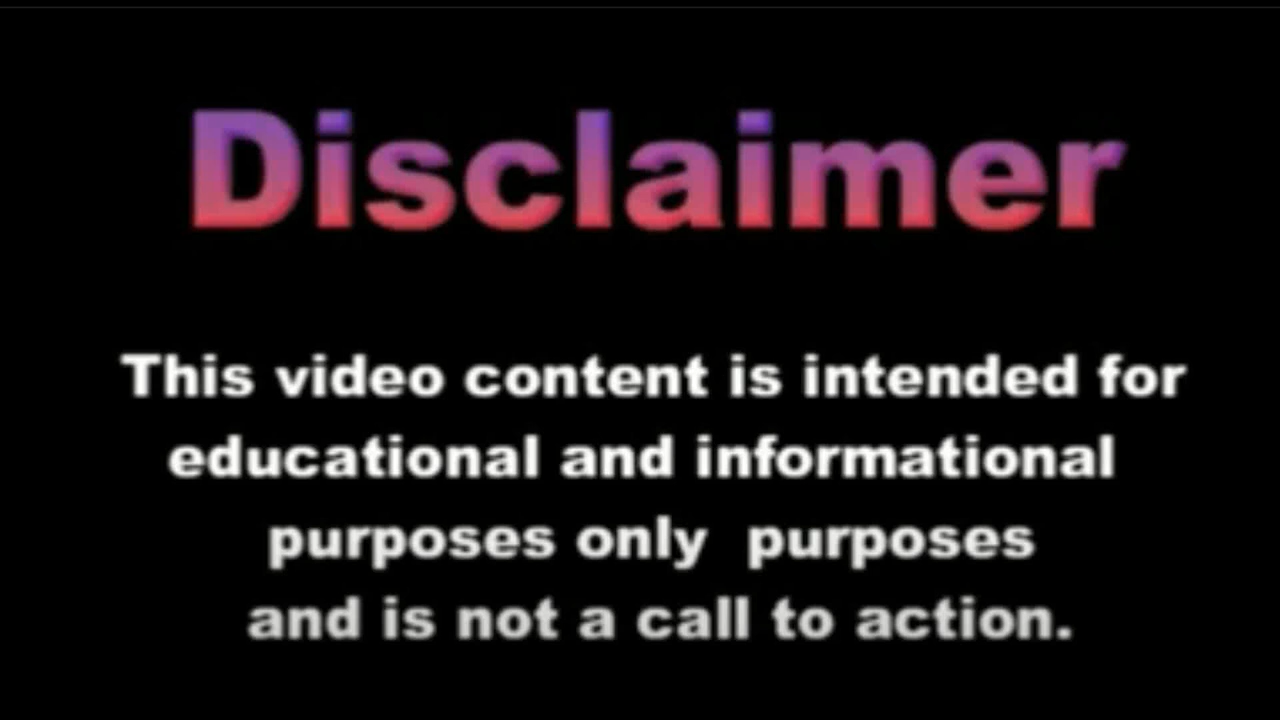 Disclaimer
This video content is intended for
educational and informational
purposes only  purposes
and is not a call to action.